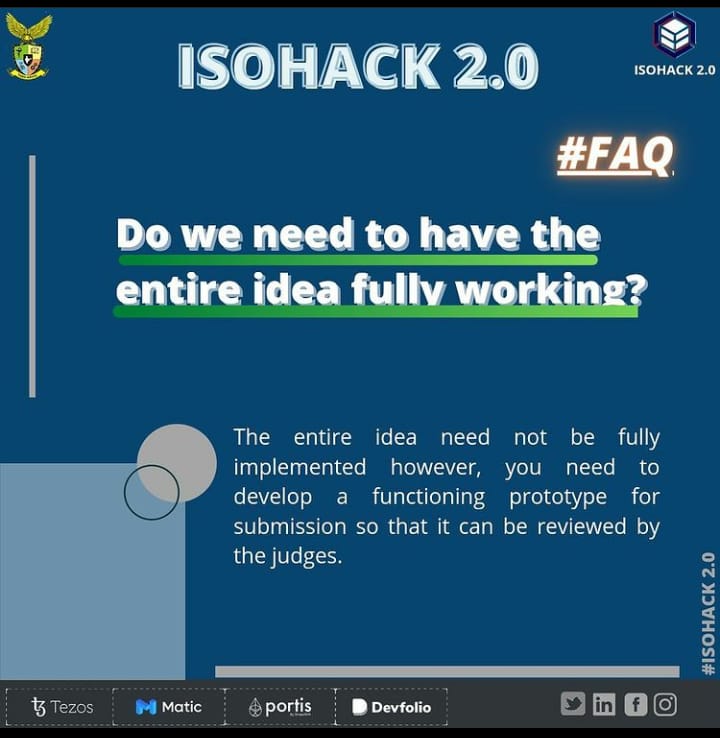 ISOHACK 2.0
ISOHACK 2.0
#FAQ
Do we need to have the
entire idea fully working?
The entire idea need not be fully
implemented however, you need to
develop a functioning prototype for
submission so that it can be reviewed by
the judges.
#ISOHACK 2.0
Tezos
Matic
portis
Devfolio